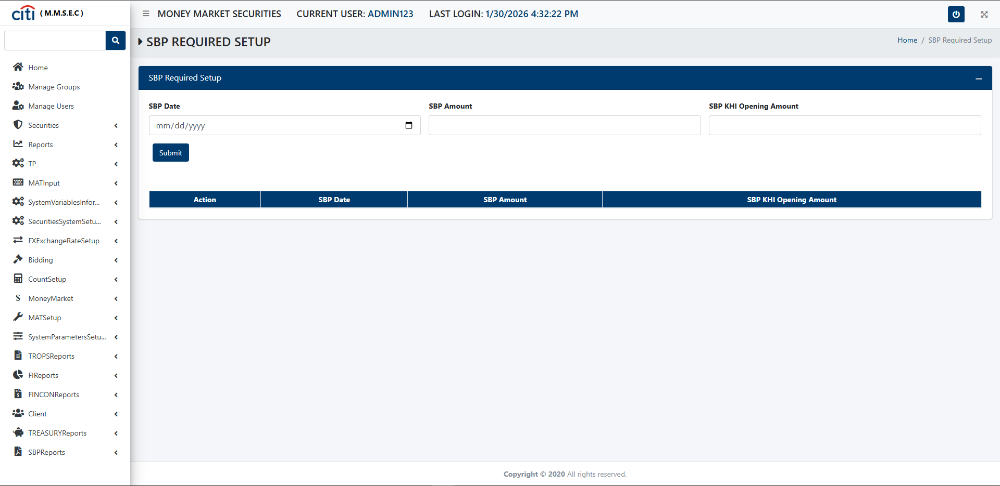 citi ( M.M.S.E.C )
MONEY MARKET SECURITIES CURRENT USER: ADMIN123 LAST LOGIN: 1/30/2026 4:32:22 PM
SBP REQUIRED SETUP
Home / SBP Required Setup
Home
Manage Groups
Manage Users
Securities
Reports
TP
MATInput
SystemVariablesInfor...
SecuritiesSystemSetu...
FXExchangeRateSetup
Bidding
CountSetup
MoneyMarket
MATSetup
SystemParametersSetu...
TROPSReports
FIReports
FINCONReports
Client
TREASURYReports
SBPReports
SBP Required Setup
SBP Date SBP Amount SBP KHI Opening Amount
mm/dd/yyyy
Submit
Action SBP Date SBP Amount SBP KHI Opening Amount
Copyright © 2020 All rights reserved.